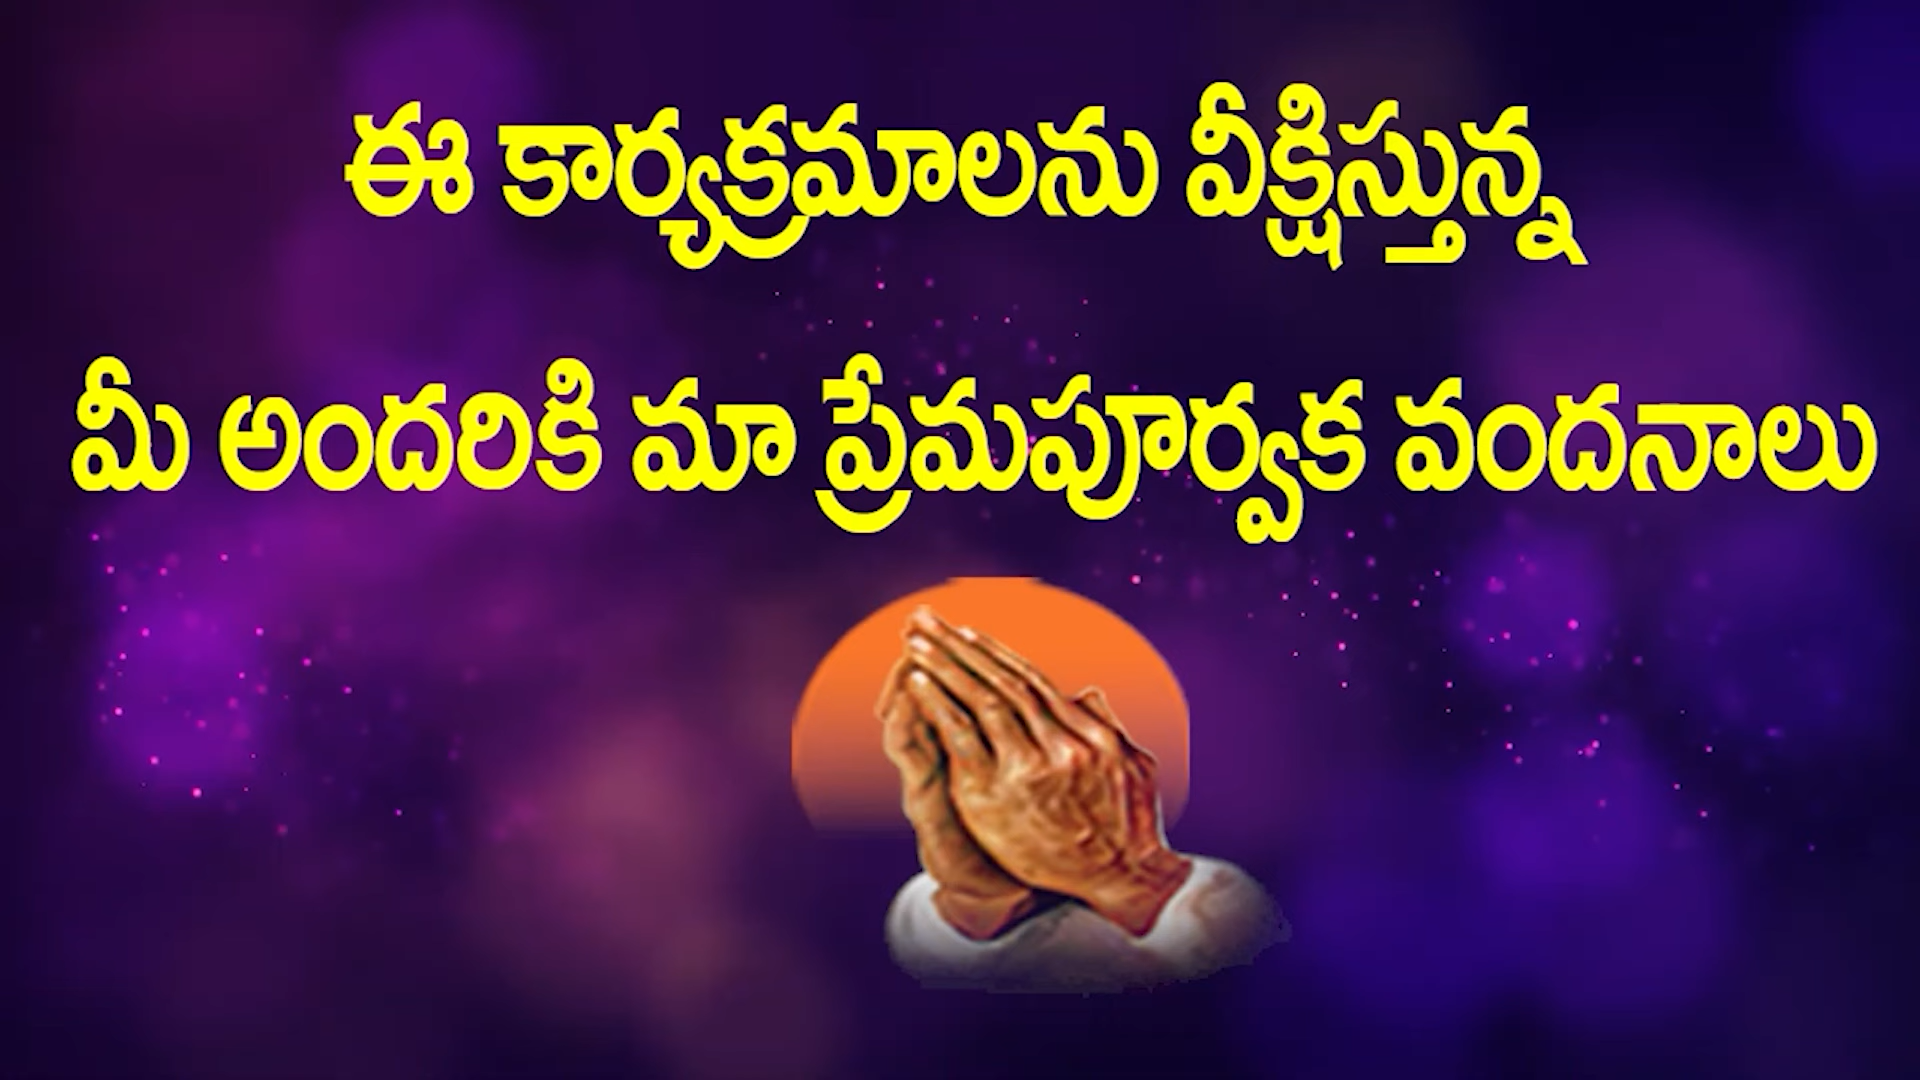 ఈ కార్యక్రమాలను వీక్షిస్తున్న
మీ అందరికి మా ప్రేమపూర్వక వందనాలు